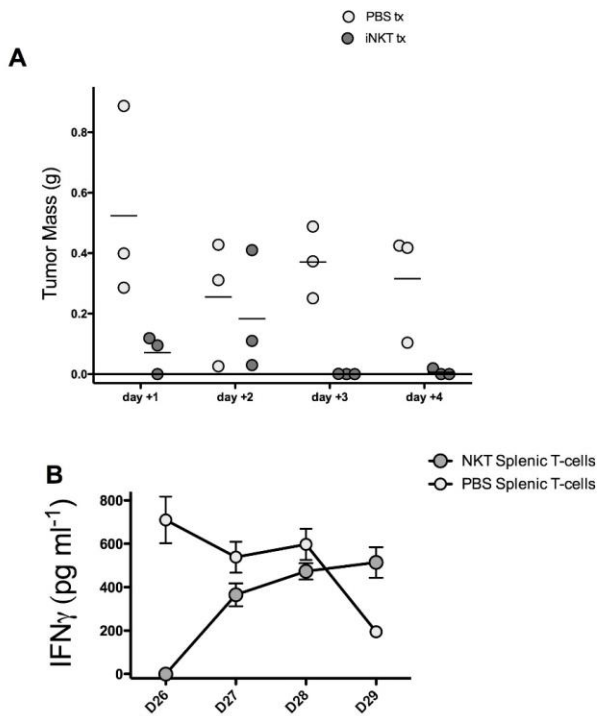 PBS tx
iNKT tx
A
Tumor Mass (g)
0.8
0.6
0.4
0.2
0.0
day +1 day +2 day +3 day +4
B
NKT Splenic T-cells
PBS Splenic T-cells
IFNγ (pg ml⁻¹)
800
600
400
200
0
D26 D27 D28 D29